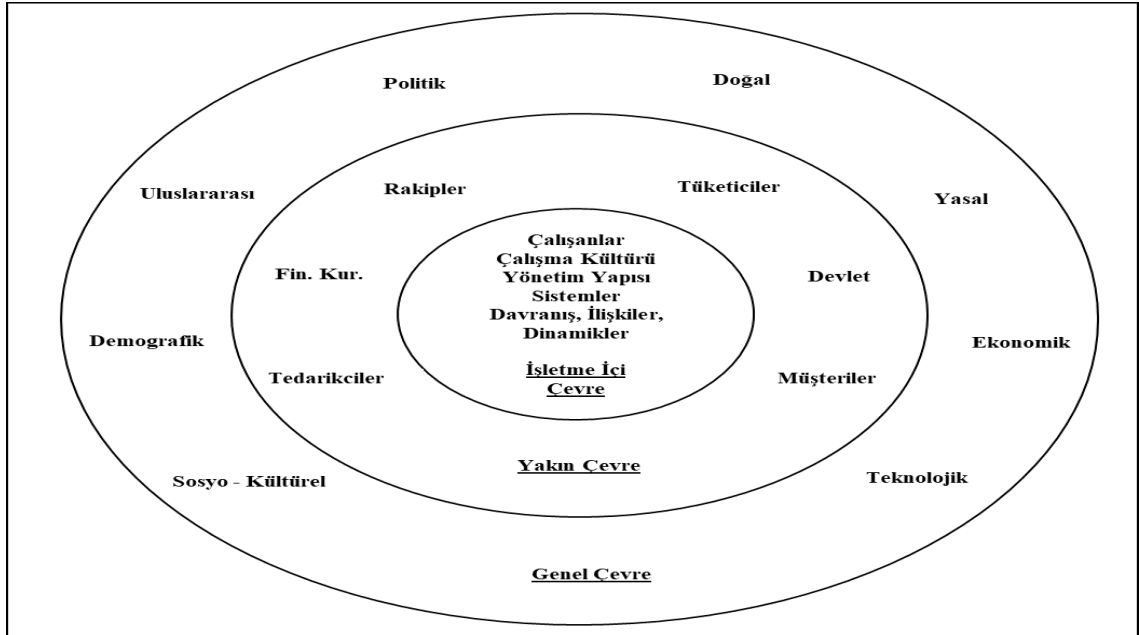 Politik
Doğal
Uluslararası
Rakipler
Tüketiciler
Yasal
Çalışanlar
Çalışma Kültürü
Yönetim Yapısı
Sistemler
Davranış, İlişkiler,
Dinamikler
Fin. Kur.
Devlet
Demografik
Ekonomik
Tedarikciler
İşletme İçi
Çevre
Müşteriler
Sosyo - Kültürel
Yakın Çevre
Teknolojik
Genel Çevre